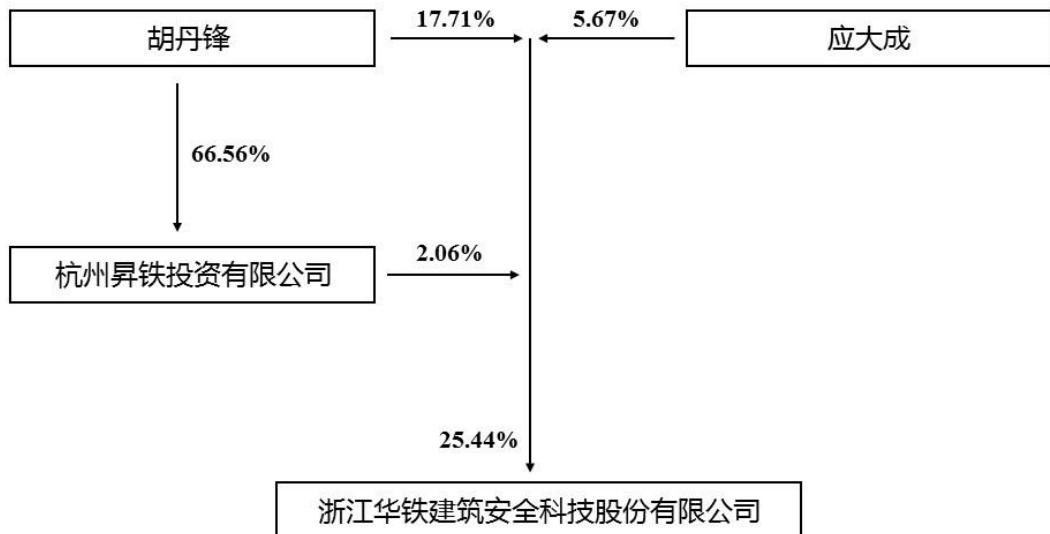 17.71%
5.67%
胡丹锋
应大成
66.56%
2.06%
杭州昇铁投资有限公司
25.44%
浙江华铁建筑安全科技股份有限公司